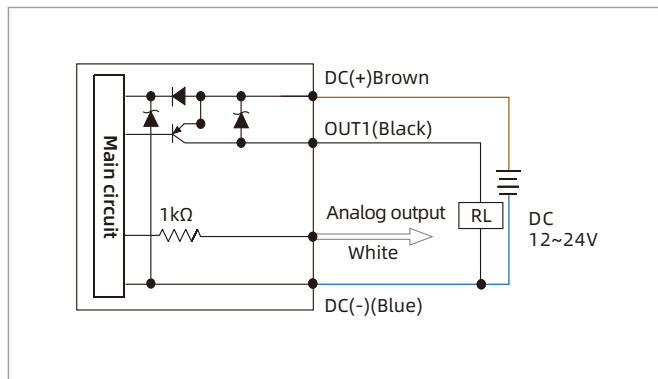 DC(+)Brown
OUT1(Black)
Main circuit
1kΩ
Analog output
White
RL
DC
12~24V
DC(-)(Blue)